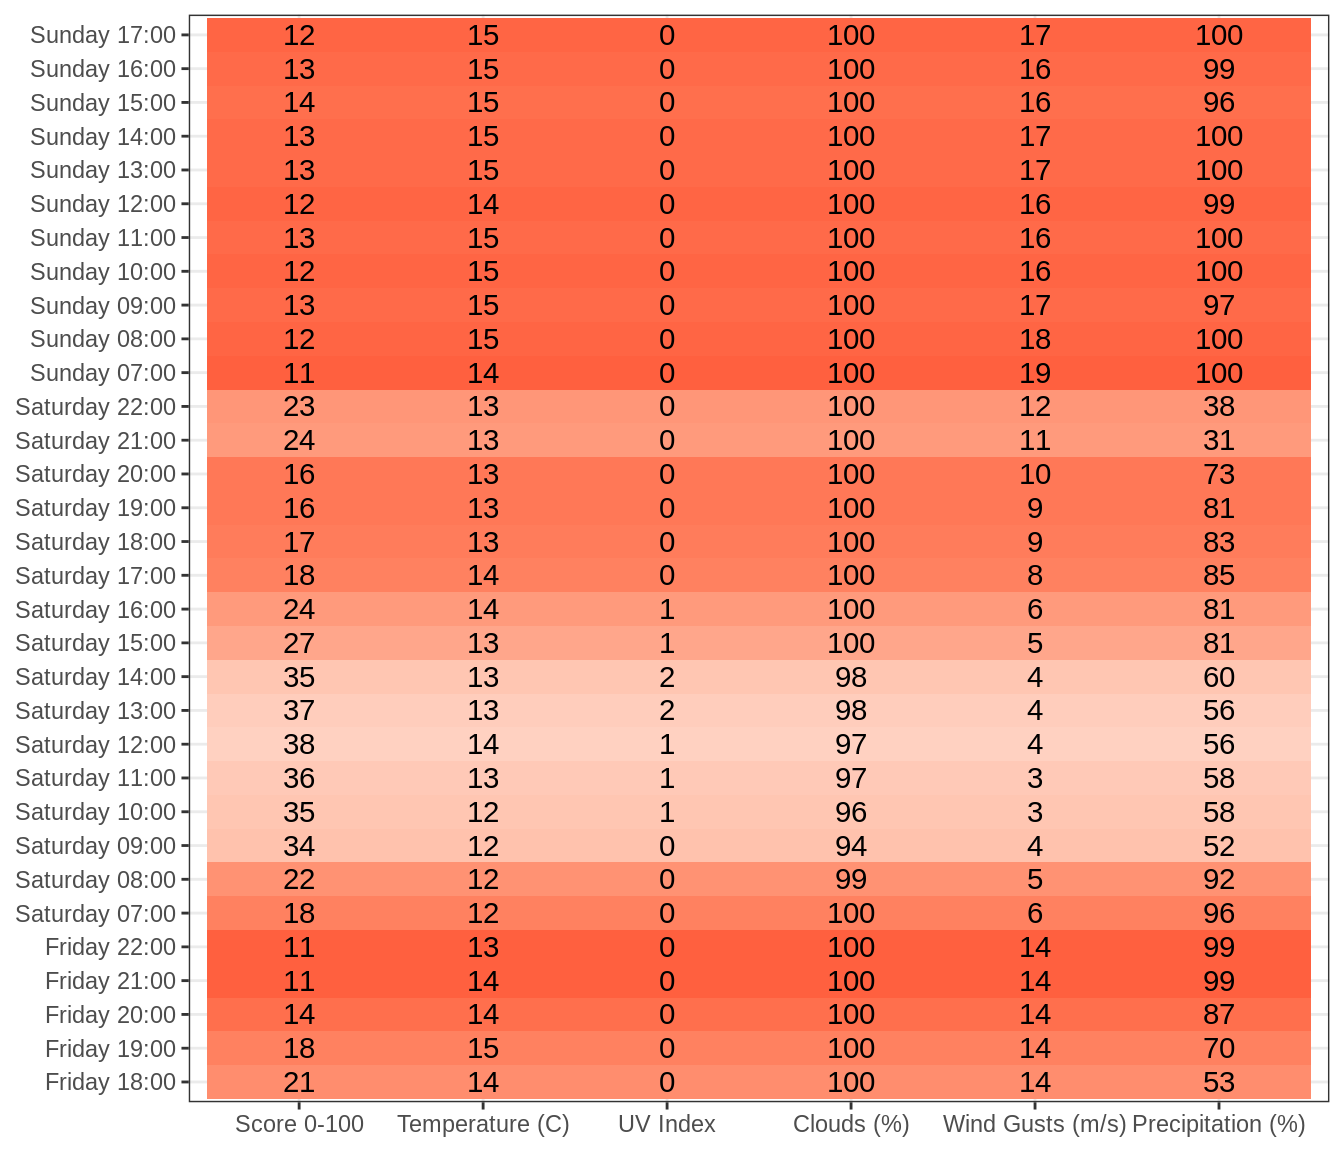 Sunday 17:00 12 15 0 100 17 100
Sunday 16:00 13 15 0 100 16 99
Sunday 15:00 14 15 0 100 16 96
Sunday 14:00 13 15 0 100 17 100
Sunday 13:00 13 15 0 100 17 100
Sunday 12:00 12 14 0 100 16 99
Sunday 11:00 13 15 0 100 16 100
Sunday 10:00 12 15 0 100 16 100
Sunday 09:00 13 15 0 100 17 97
Sunday 08:00 12 15 0 100 18 100
Sunday 07:00 11 14 0 100 19 100
Saturday 22:00 23 13 0 100 12 38
Saturday 21:00 24 13 0 100 11 31
Saturday 20:00 16 13 0 100 10 73
Saturday 19:00 16 13 0 100 9 81
Saturday 18:00 17 13 0 100 9 83
Saturday 17:00 18 14 0 100 8 85
Saturday 16:00 24 14 1 100 6 81
Saturday 15:00 27 13 1 100 5 81
Saturday 14:00 35 13 2 98 4 60
Saturday 13:00 37 13 2 98 4 56
Saturday 12:00 38 14 1 97 4 56
Saturday 11:00 36 13 1 97 3 58
Saturday 10:00 35 12 1 96 3 58
Saturday 09:00 34 12 0 94 4 52
Saturday 08:00 22 12 0 99 5 92
Saturday 07:00 18 12 0 100 6 96
Friday 22:00 11 13 0 100 14 99
Friday 21:00 11 14 0 100 14 99
Friday 20:00 14 14 0 100 14 87
Friday 19:00 18 15 0 100 14 70
Friday 18:00 21 14 0 100 14 53
Score 0-100 Temperature (C) UV Index Clouds (%) Wind Gusts (m/s) Precipitation (%)